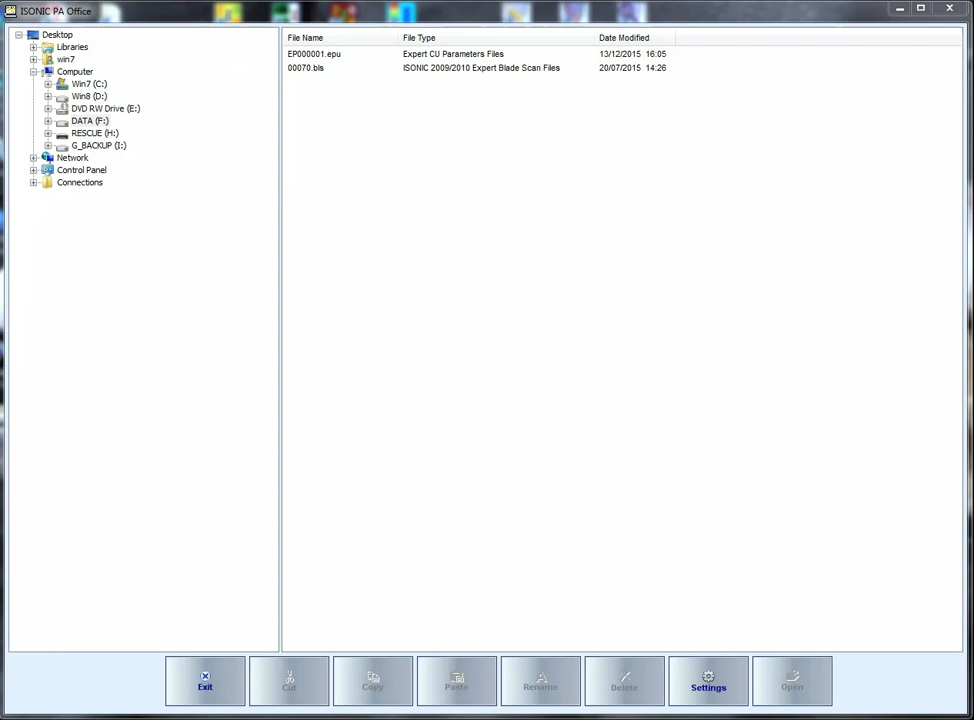 ISONIC PA Office
Desktop
Libraries
win7
Computer
Win7 (C:)
Win8 (D:)
DVD RW Drive (E:)
DATA (F:)
RESCUE (H:)
G_BACKUP (I:)
Network
Control Panel
Connections
File Name File Type Date Modified
EP000001.epu Expert CU Parameters Files 13/12/2015 16:05
00070.bls ISONIC 2009/2010 Expert Blade Scan Files 20/07/2015 14:26
Exit Cut Copy Paste Rename Delete Settings Open